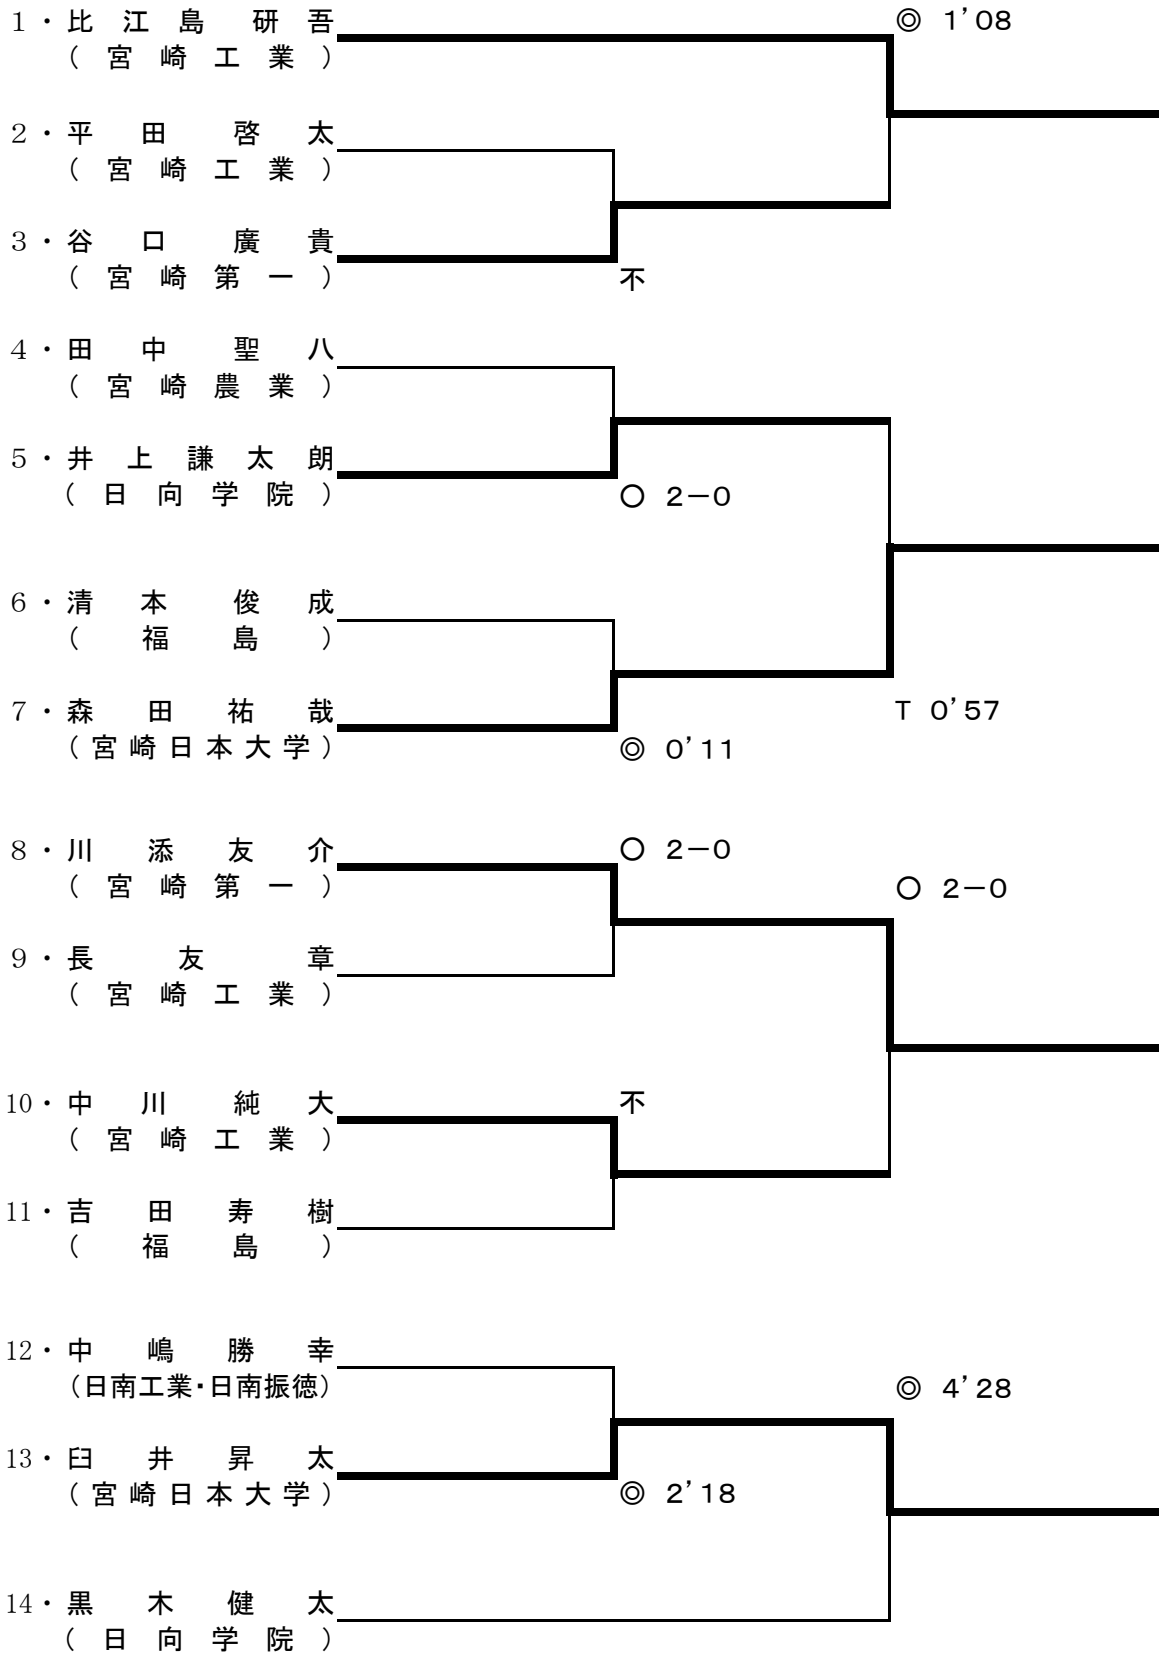 1・比江島研吾
◎ 1'08
(宮崎工業)
2・平田啓太
(宮崎工業)
3・谷口廣貴
(宮崎第一)
不
4・田中聖八
(宮崎農業)
5・井上謙太朗
(日向学院)
○ 2-0
6・清本俊成
(福島)
7・森田祐哉
T 0'57
(宮崎日本大学)
◎ 0'11
8・川添友介
○ 2-0
(宮崎第一)
○ 2-0
9・長友章
(宮崎工業)
10・中川純大
不
(宮崎工業)
11・吉田寿樹
(福島)
12・中嶋勝幸
(日南工業・日南振徳)
◎ 4'28
13・臼井昇太
(宮崎日本大学)
◎ 2'18
14・黒木健太
(日向学院)